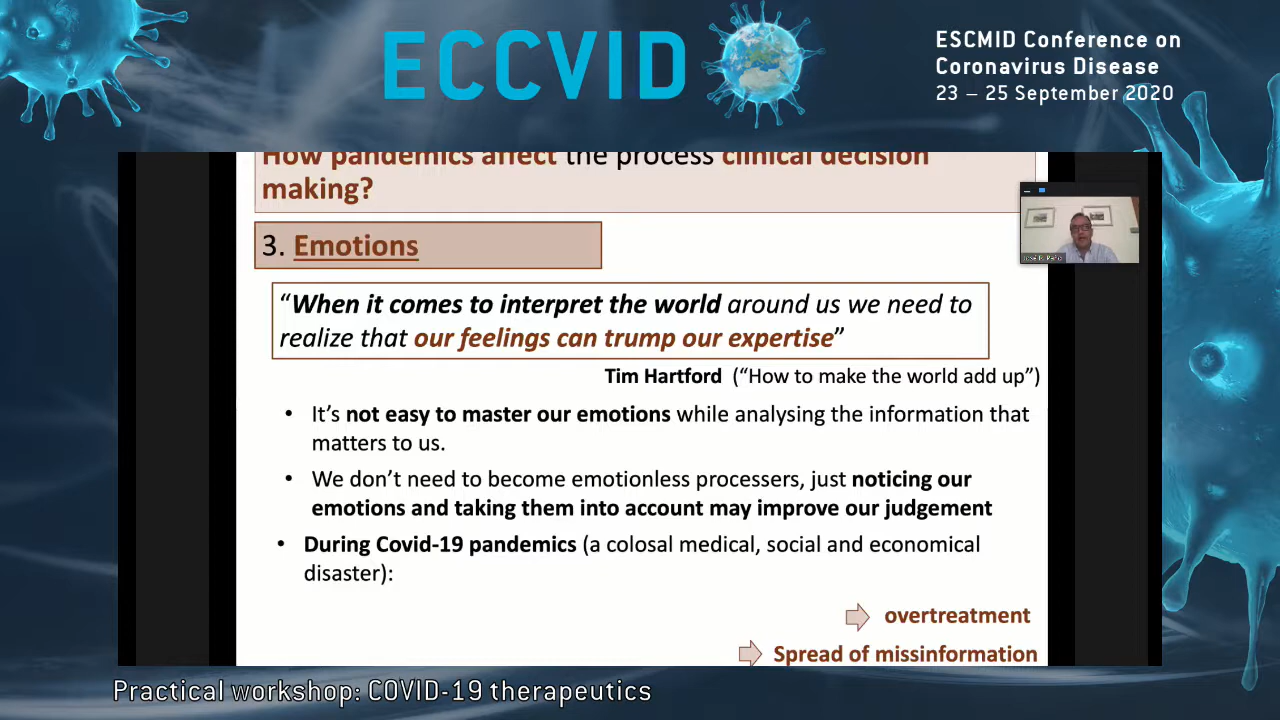 ECCVID
ESCMID Conference on
Coronavirus Disease
23 – 25 September 2020
How pandemics affect the process clinical decision
making?
3. Emotions
“When it comes to interpret the world around us we need to
realize that our feelings can trump our expertise”
Tim Hartford (“How to make the world add up”)
• It’s not easy to master our emotions while analysing the information that
matters to us.
• We don’t need to become emotionless processers, just noticing our
emotions and taking them into account may improve our judgement
• During Covid-19 pandemics (a colosal medical, social and economical
disaster):
overtreatment
Spread of missinformation
Practical workshop: COVID-19 therapeutics